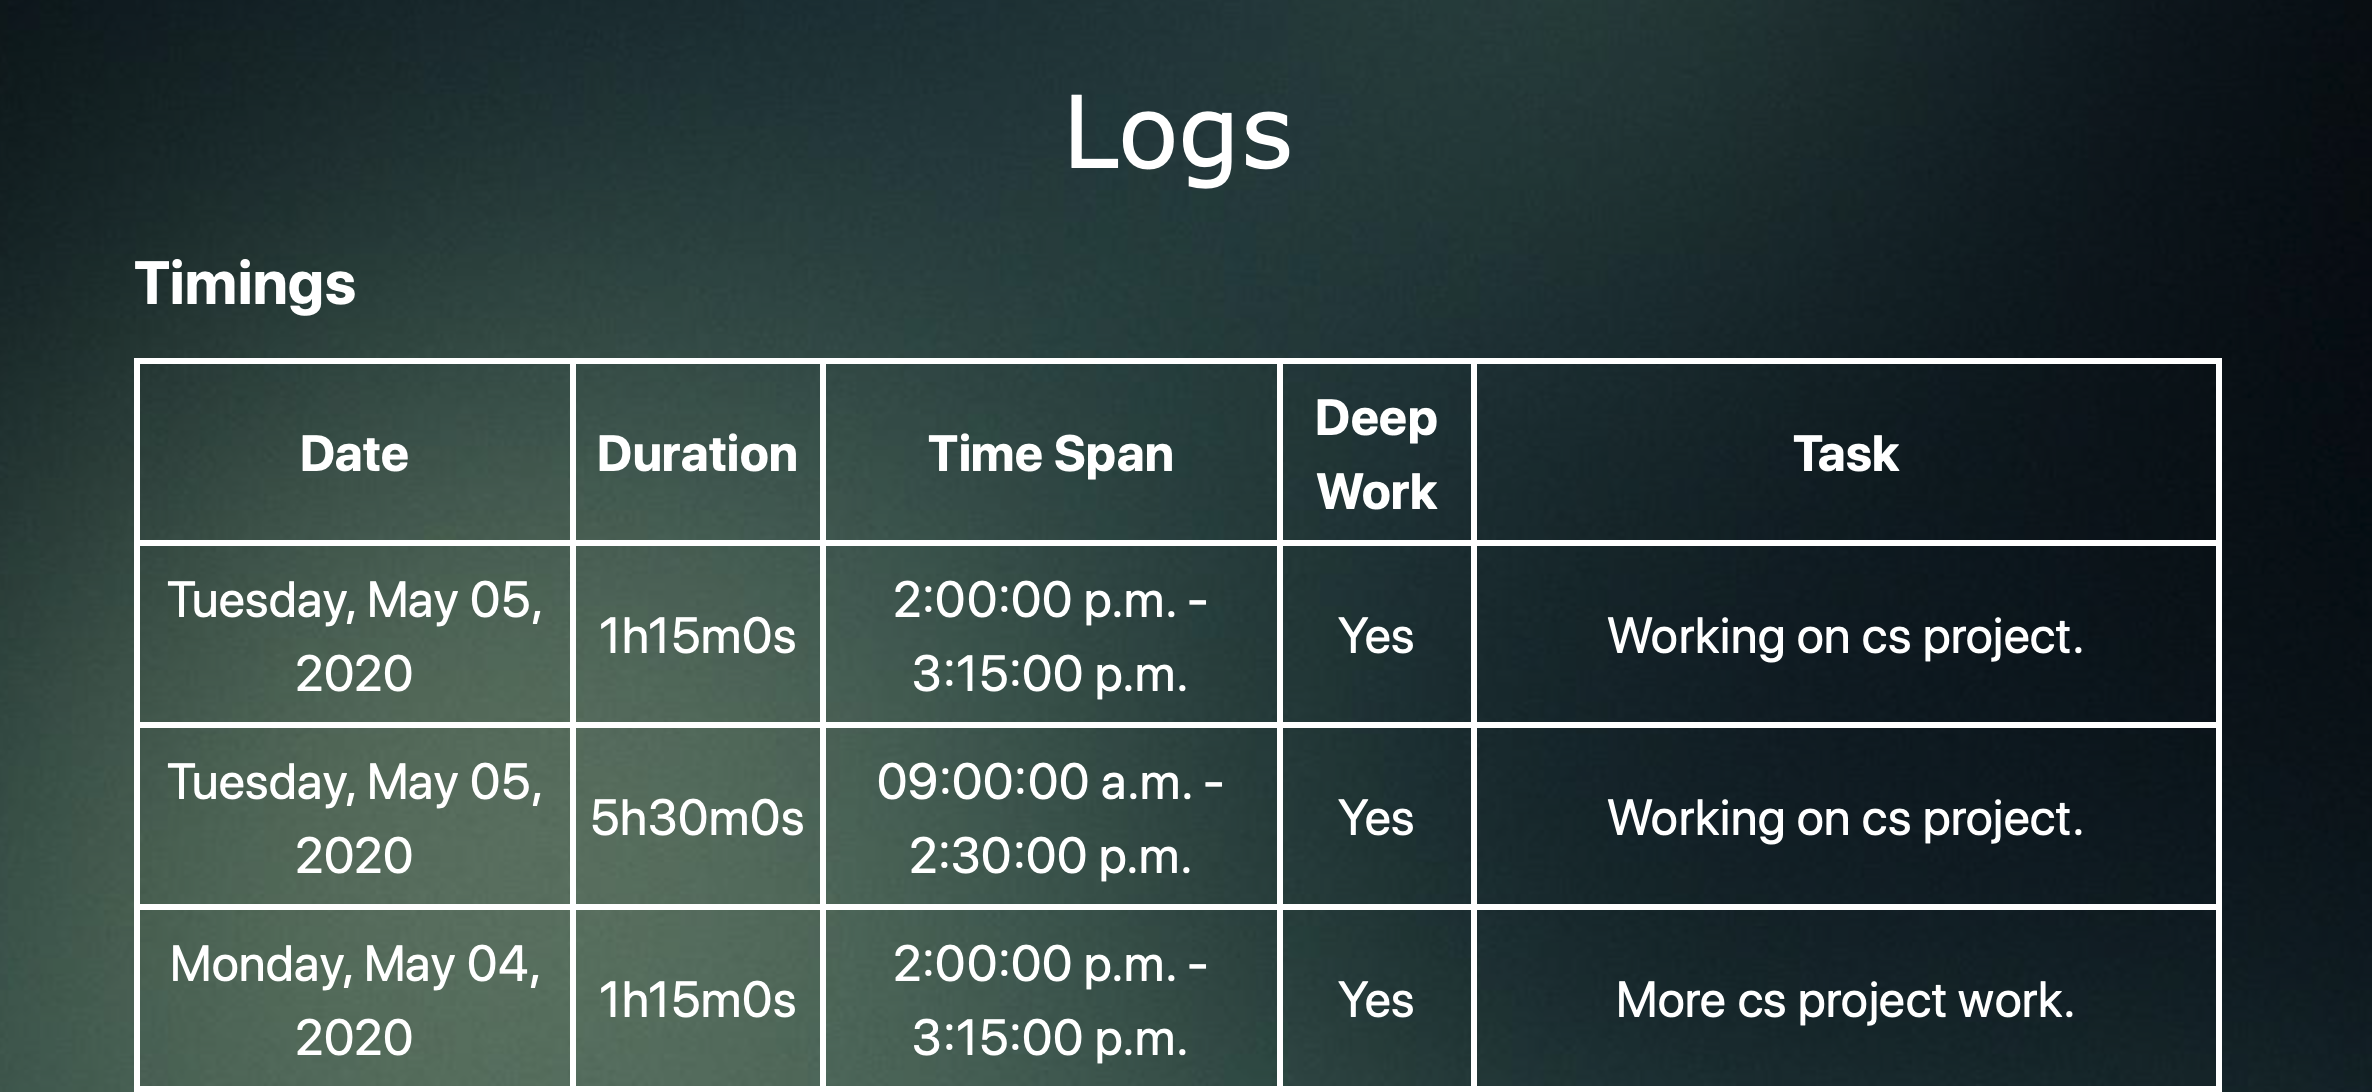 Logs
Timings
Date Duration Time Span Deep Work Task
Tuesday, May 05, 2020 1h15m0s 2:00:00 p.m. - 3:15:00 p.m. Yes Working on cs project.
Tuesday, May 05, 2020 5h30m0s 09:00:00 a.m. - 2:30:00 p.m. Yes Working on cs project.
Monday, May 04, 2020 1h15m0s 2:00:00 p.m. - 3:15:00 p.m. Yes More cs project work.